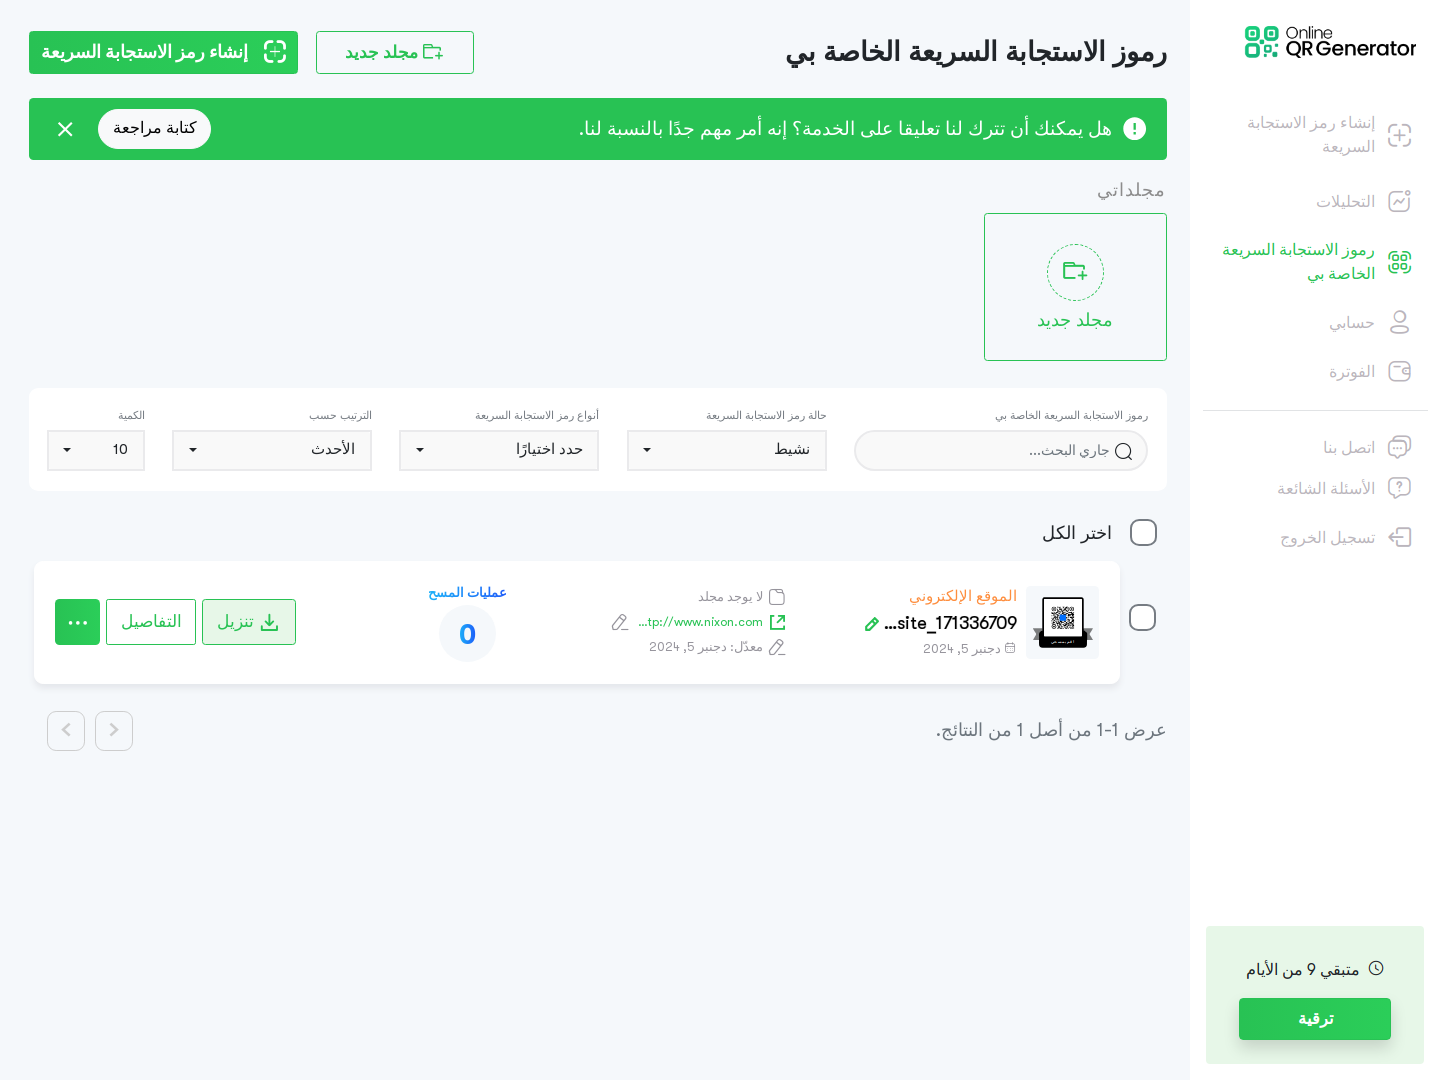 Online
QR Generator
إنشاء رمز الاستجابة
السريعة
التحليلات
رموز الاستجابة السريعة
الخاصة بي
حسابي
الفوترة
اتصل بنا
الأسئلة الشائعة
تسجيل الخروج
متبقي 9 من الأيام
ترقية
رموز الاستجابة السريعة الخاصة بي
مجلد جديد
إنشاء رمز الاستجابة السريعة
هل يمكنك أن تترك لنا تعليقا على الخدمة؟ إنه أمر مهم جدًا بالنسبة لنا.
كتابة مراجعة
مجلداتي
مجلد جديد
رموز الاستجابة السريعة الخاصة بي
جاري البحث...
حالة رمز الاستجابة السريعة
نشيط
أنواع رمز الاستجابة السريعة
حدد اختيارًا
الترتيب حسب
الأحدث
الكمية
10
اختر الكل
الموقع الإلكتروني
...site_171336709
دجنبر 5, 2024
لا يوجد مجلد
...tp://www.nixon.com
معدّل: دجنبر 5, 2024
عمليات المسح
0
تنزيل
التفاصيل
عرض 1-1 من أصل 1 من النتائج.